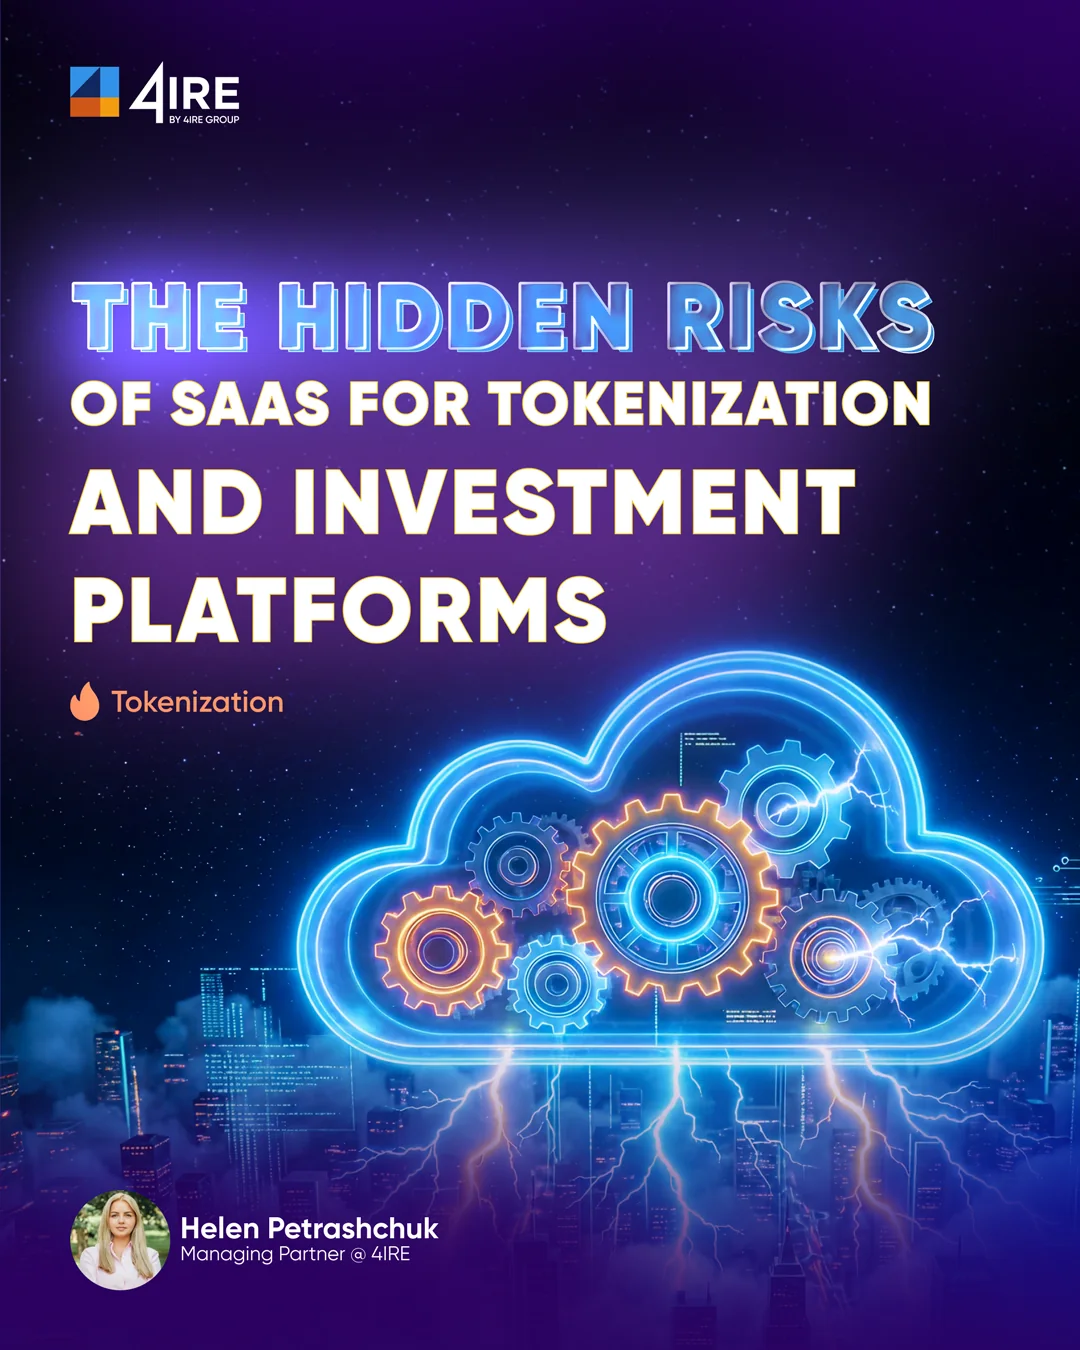 4IRE
BY 4IRE GROUP
THE HIDDEN RISKS
OF SAAS FOR TOKENIZATION
AND INVESTMENT
PLATFORMS
Tokenization
Helen Petrashchuk
Managing Partner @ 4IRE